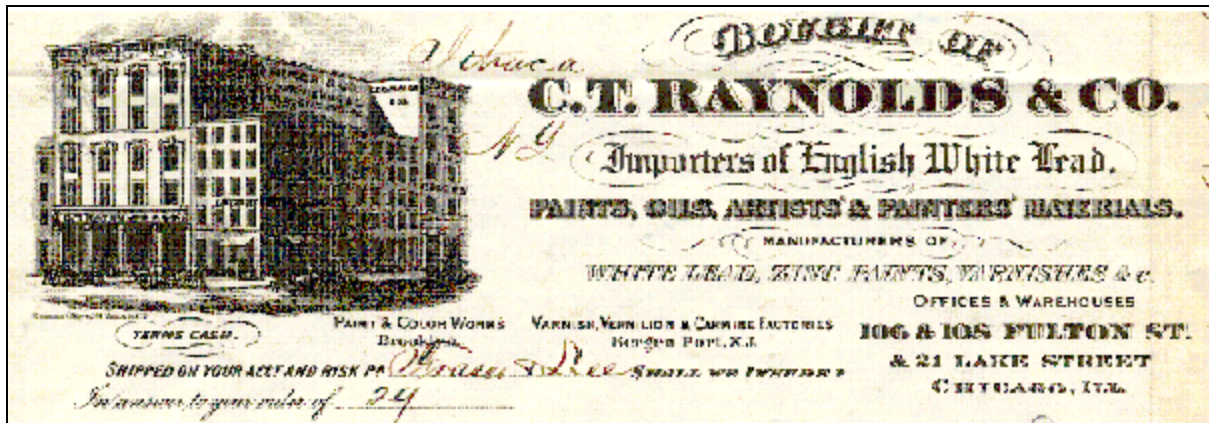 Ithaca
NY
BOUGHT OF
C.T. RAYNOLDS & CO.
Importers of English White Lead.
PAINTS, OILS, ARTISTS' & PAINTERS' MATERIALS.
MANUFACTURERS OF
WHITE LEAD, ZINC PAINTS, VARNISHES & c.
OFFICES & WAREHOUSES
106 & 108 FULTON ST.
& 21 LAKE STREET
CHICAGO, ILL.
TERMS CASH.
PAINT & COLOR WORKS
Brooklyn.
VARNISH, VERMILION & CARMINE FACTORIES
Bergen Port, N.J.
SHIPPED ON YOUR ACCT AND RISK PR
SHALL WE INSURE?
In answer to your order of 24